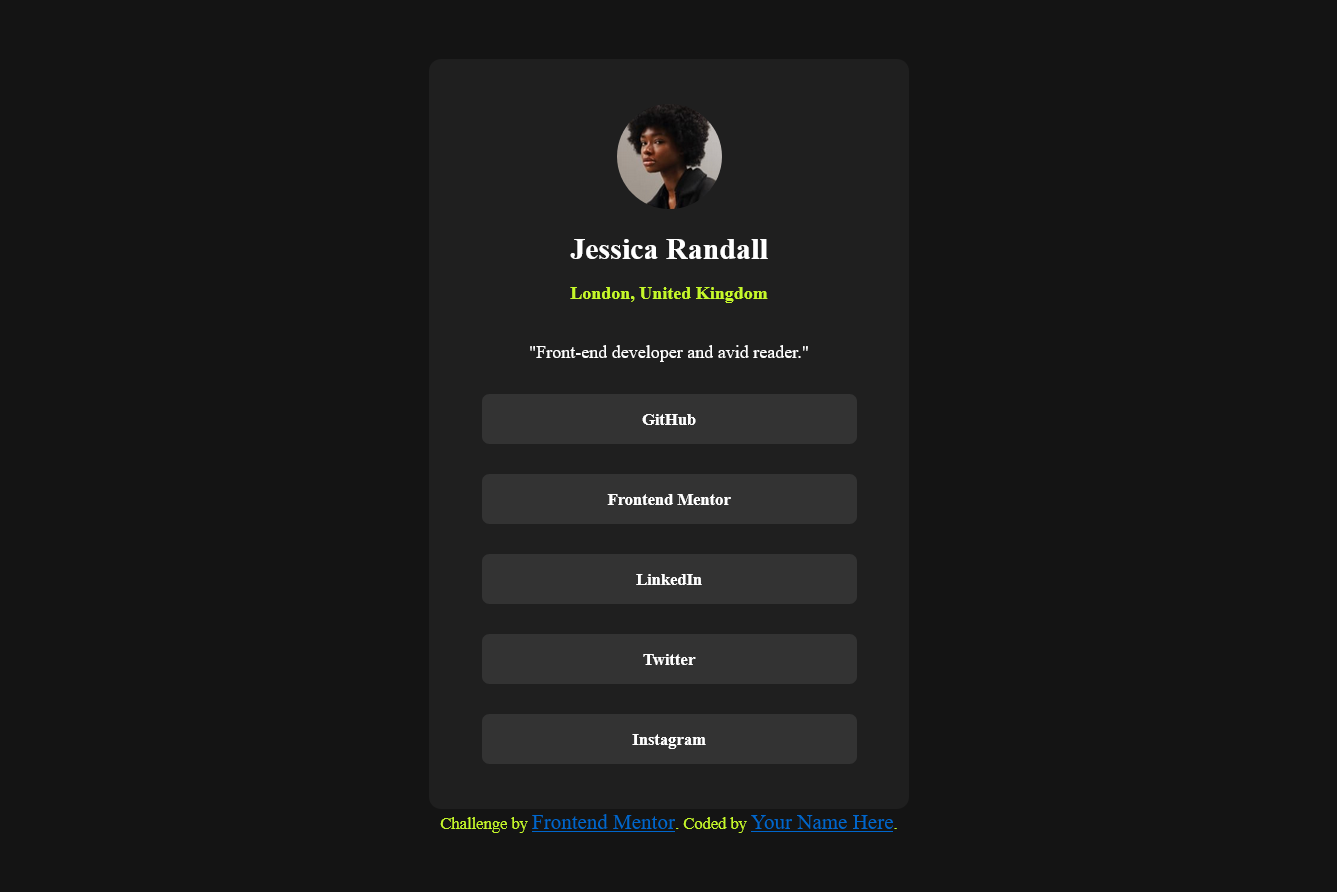 Jessica Randall
London, United Kingdom
"Front-end developer and avid reader."
GitHub
Frontend Mentor
LinkedIn
Twitter
Instagram
Challenge by Frontend Mentor. Coded by Your Name Here.